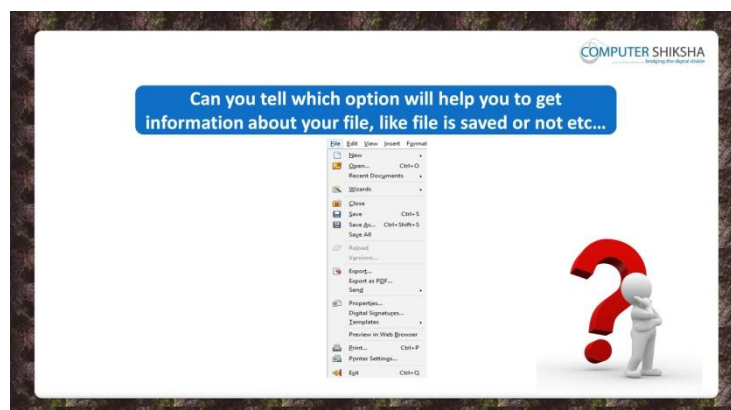 COMPUTER SHIKSHA
bridging the digital divide
Can you tell which option will help you to get
information about your file, like file is saved or not etc...
File Edit View Insert Format
New
Open... Ctrl+O
Recent Documents
Wizards
Close
Save Ctrl+S
Save As... Ctrl+Shift+S
Save All
Reload
Versions...
Export...
Export as PDF...
Send
Properties...
Digital Signatures...
Templates
Preview in Web Browser
Print... Ctrl+P
Printer Settings...
Exit Ctrl+Q